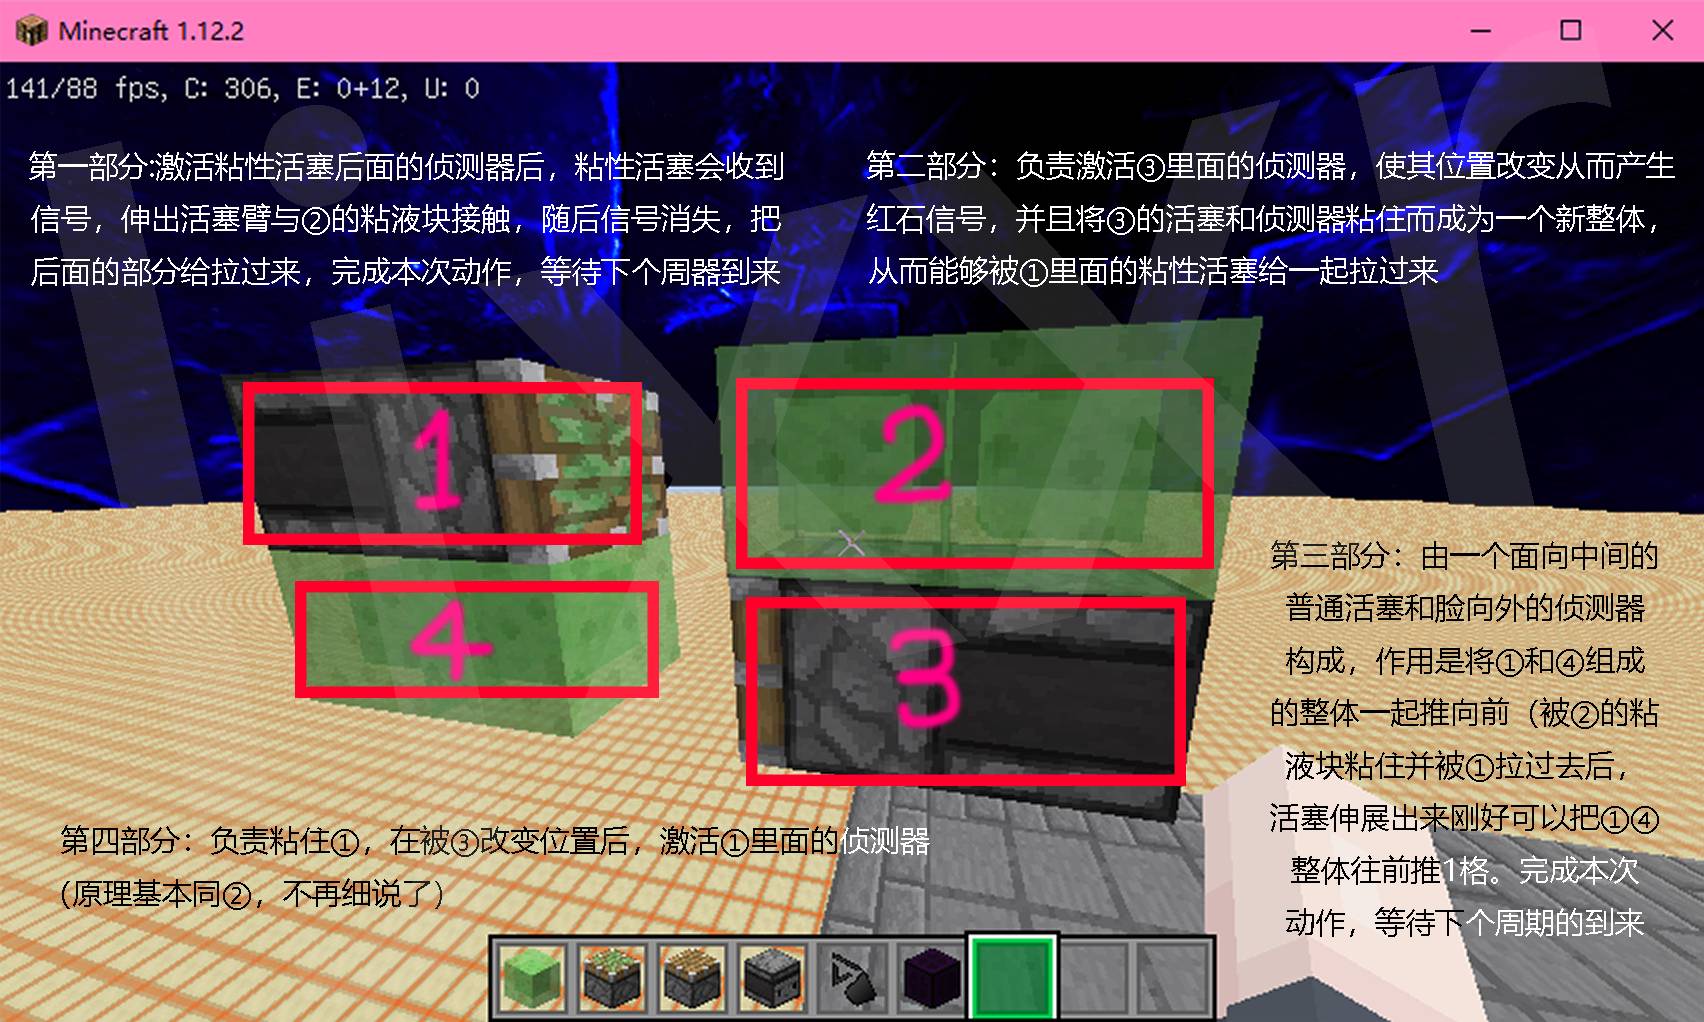 Minecraft 1.12.2
141/88 fps, C: 306, E: 0+12, U: 0
第一部分:激活粘性活塞后面的侦测器后，粘性活塞会收到
信号，伸出活塞臂与②的粘液块接触，随后信号消失，把
后面的部分给拉过来，完成本次动作，等待下个周器到来
第二部分：负责激活③里面的侦测器，使其位置改变从而产生
红石信号，并且将③的活塞和侦测器粘住而成为一个新整体，
从而能够被①里面的粘性活塞给一起拉过来
1
2
4
3
第三部分：由一个面向中间的
普通活塞和脸向外的侦测器
构成，作用是将①和④组成
的整体一起推向前（被②的粘
液块粘住并被①拉过去后，
活塞伸展出来刚好可以把①④
整体往前推1格。完成本次
动作，等待下个周期的到来
第四部分：负责粘住①，在被③改变位置后，激活①里面的侦测器
（原理基本同②，不再细说了）